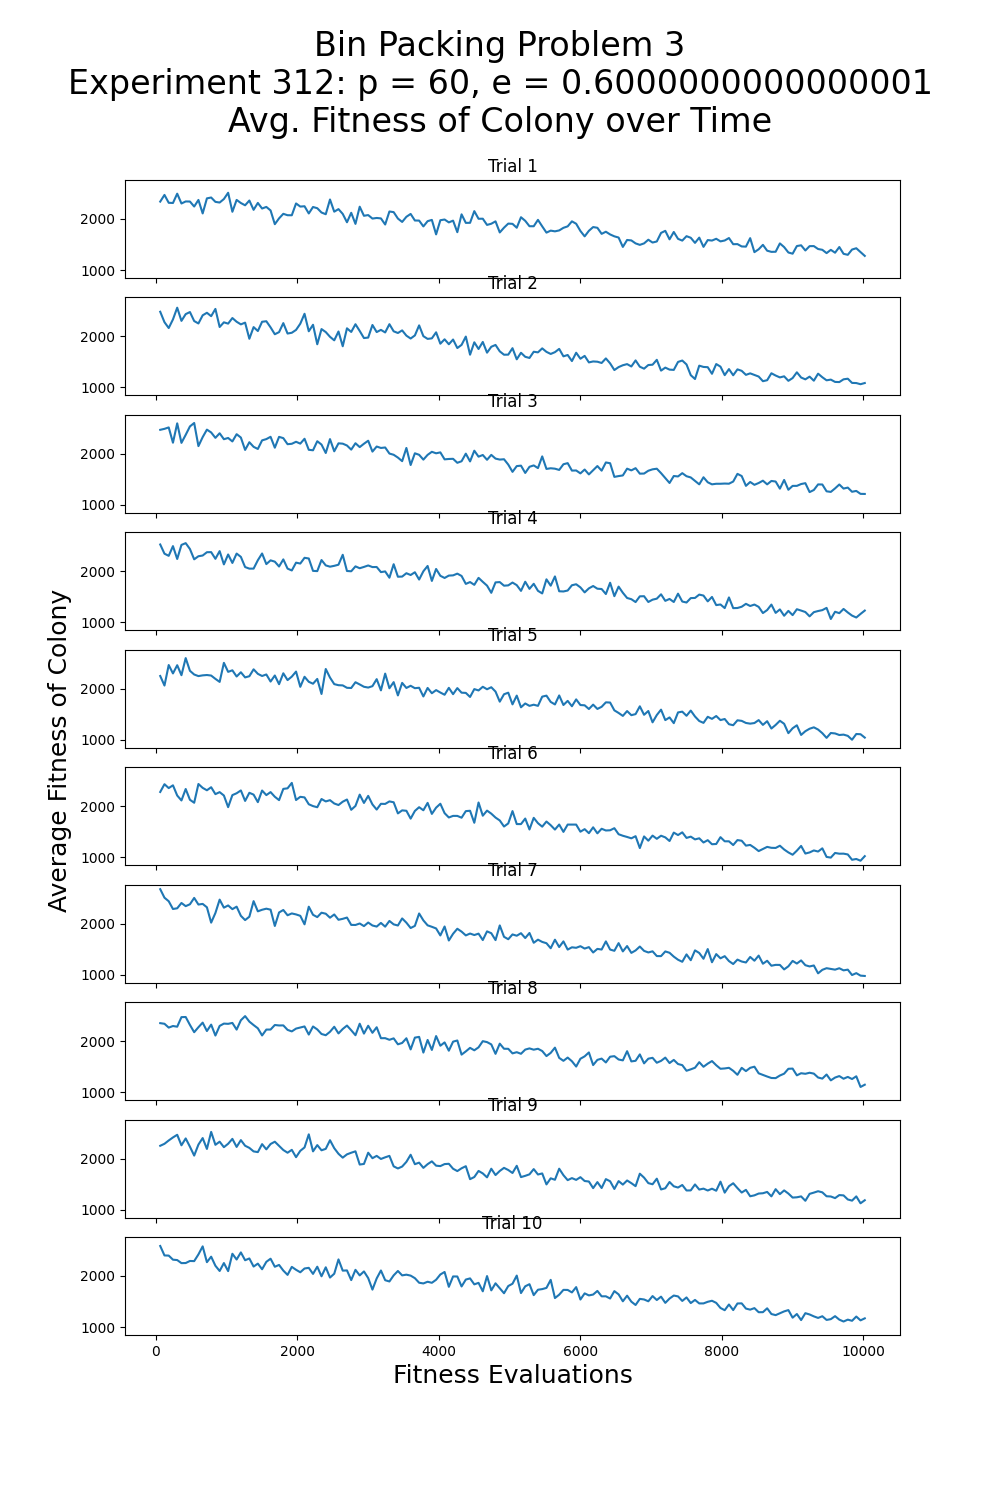 Bin Packing Problem 3
Experiment 312: p = 60, e = 0.6000000000000001
Avg. Fitness of Colony over Time
Trial 1
2000
1000
Trial 2
2000
1000
Trial 3
2000
1000
Trial 4
2000
1000
Trial 5
2000
1000
Trial 6
2000
1000
Trial 7
2000
1000
Trial 8
2000
1000
Trial 9
2000
1000
Trial 10
2000
1000
0 2000 4000 6000 8000 10000
Fitness Evaluations
Average Fitness of Colony